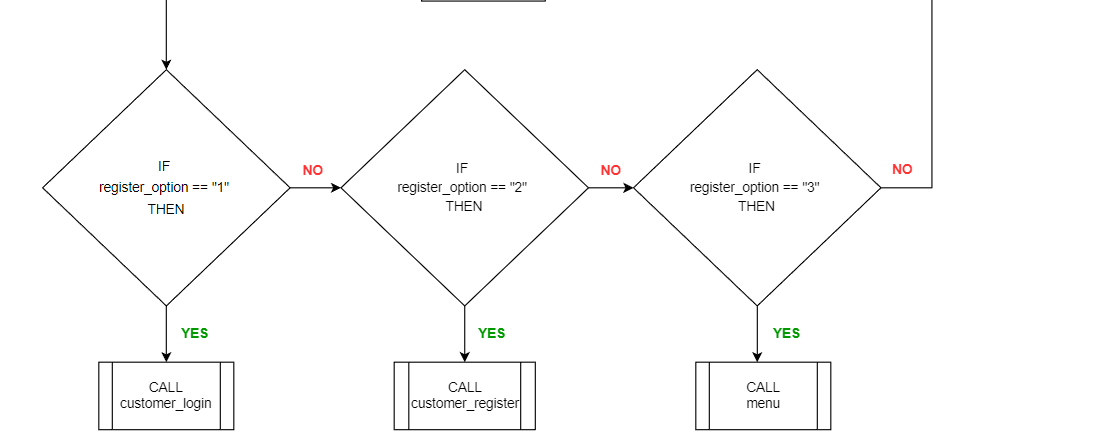 IF
register_option == "1"
THEN
NO
IF
register_option == "2"
THEN
NO
IF
register_option == "3"
THEN
NO
YES
YES
YES
CALL
customer_login
CALL
customer_register
CALL
menu